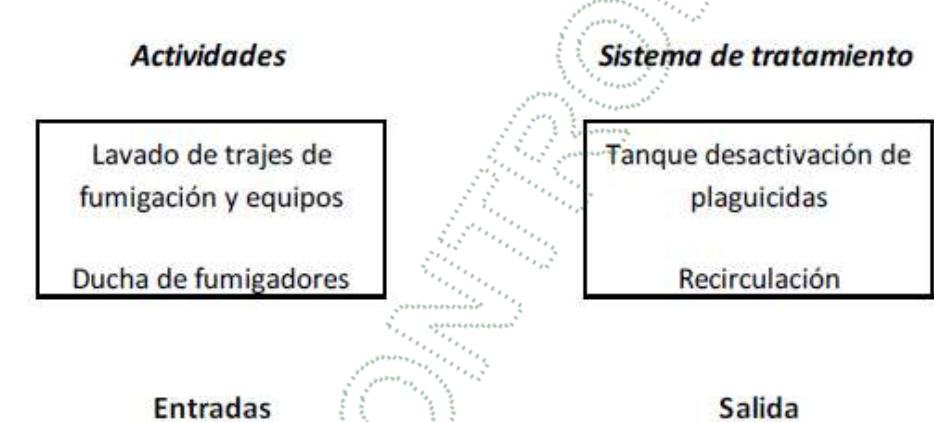 Actividades
Sistema de tratamiento
Lavado de trajes de
fumigación y equipos
Ducha de fumigadores
Tanque desactivación de
plaguicidas
Recirculación
Entradas
Salida